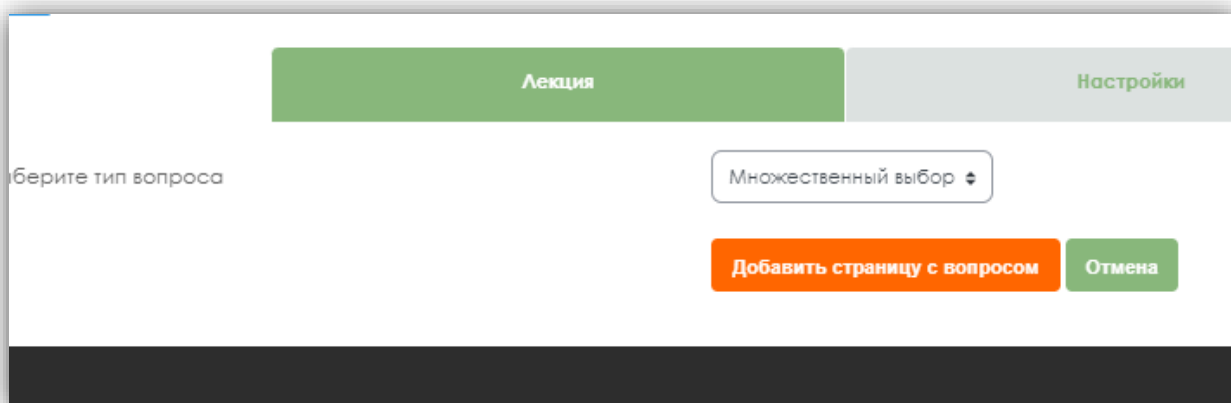 Лекция
Настройки
берите тип вопроса
Множественный выбор
Добавить страницу с вопросом
Отмена